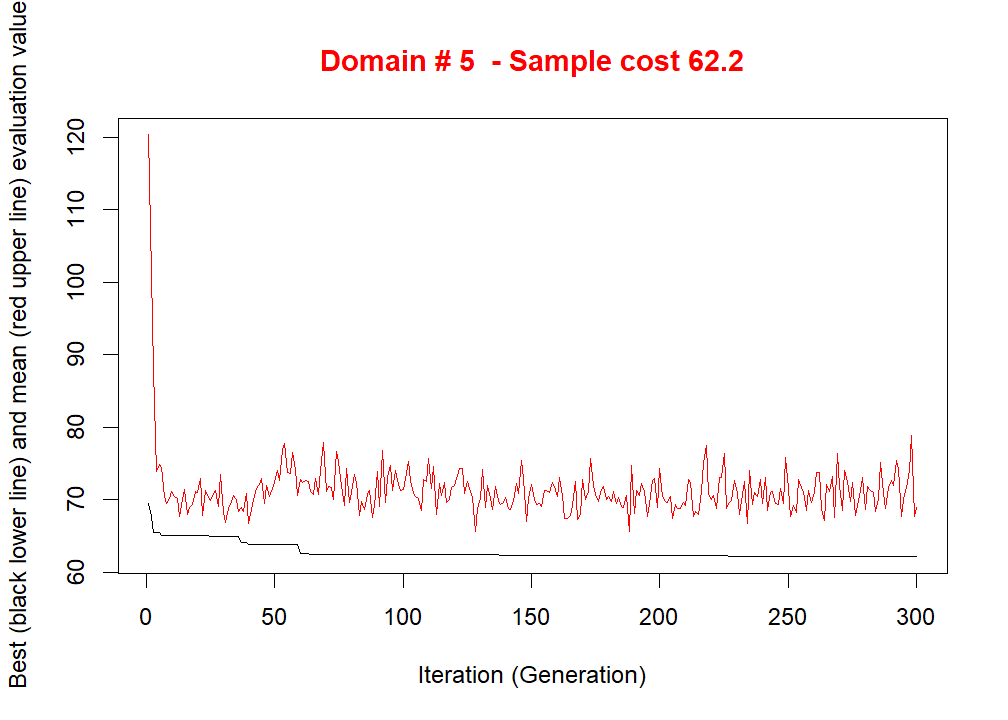 Domain # 5  - Sample cost 62.2
Best (black lower line) and mean (red upper line) evaluation value
120
110
100
90
80
70
60
0 50 100 150 200 250 300
Iteration (Generation)